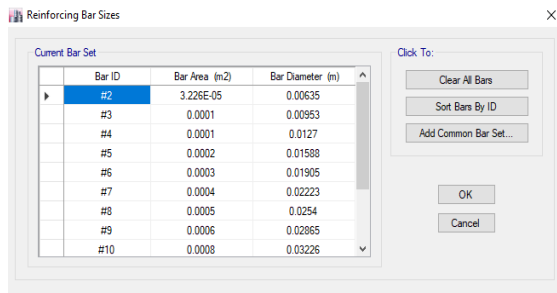 Reinforcing Bar Sizes
Current Bar Set
Bar ID Bar Area (m2) Bar Diameter (m)
#2 3.226E-05 0.00635
#3 0.0001 0.00953
#4 0.0001 0.0127
#5 0.0002 0.01588
#6 0.0003 0.01905
#7 0.0004 0.02223
#8 0.0005 0.0254
#9 0.0006 0.02865
#10 0.0008 0.03226
Click To:
Clear All Bars
Sort Bars By ID
Add Common Bar Set...
OK
Cancel